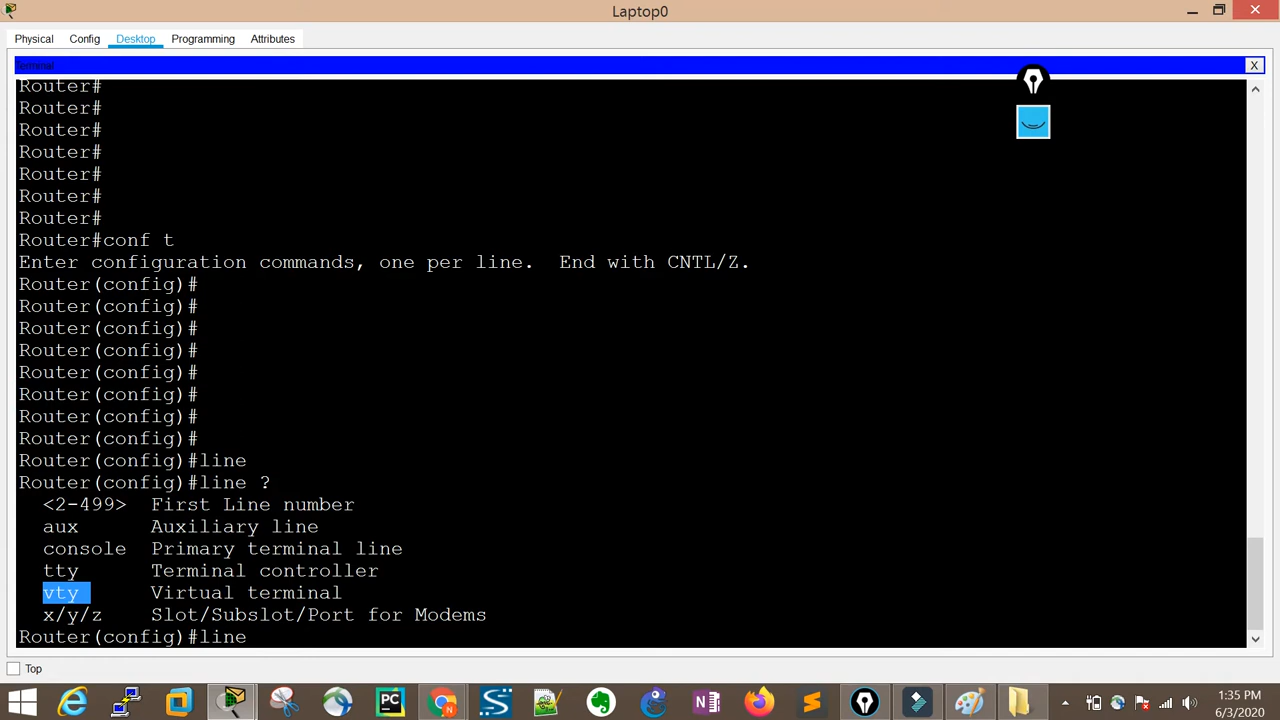 Laptop0
Physical Config Desktop Programming Attributes
Terminal
X
Router#
Router#
Router#
Router#
Router#
Router#
Router#
Router#conf t
Enter configuration commands, one per line.  End with CNTL/Z.
Router(config)#
Router(config)#
Router(config)#
Router(config)#
Router(config)#
Router(config)#
Router(config)#
Router(config)#
Router(config)#line
Router(config)#line ?
  <2-499>  First Line number
  aux      Auxiliary line
  console  Primary terminal line
  tty      Terminal controller
  vty      Virtual terminal
  x/y/z    Slot/Subslot/Port for Modems
Router(config)#line
Top
PC
N
1:35 PM
6/3/2020